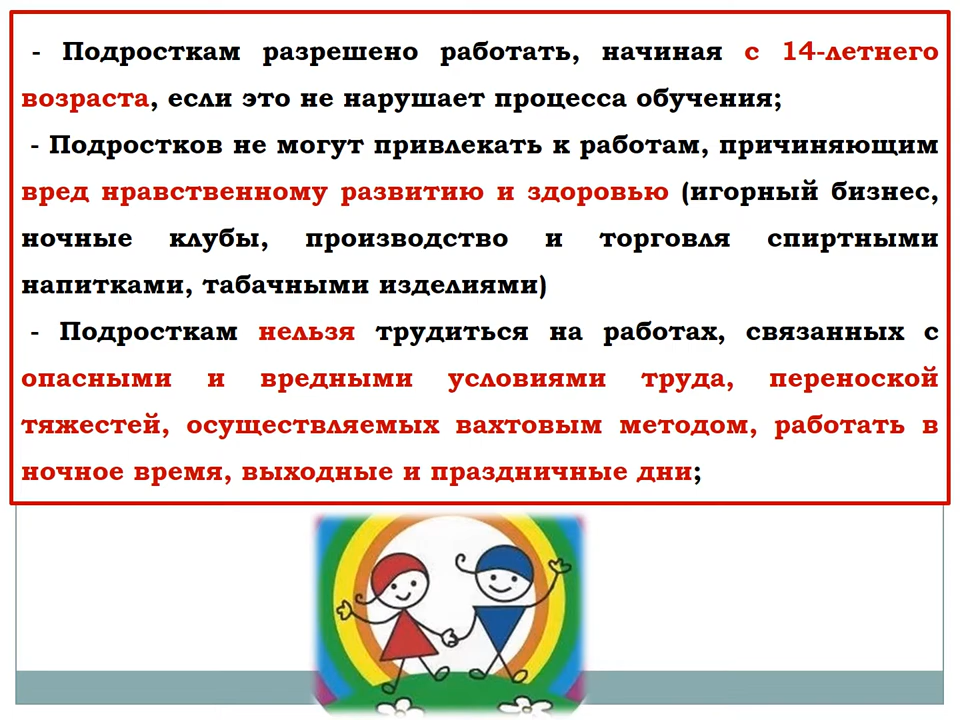 - Подросткам разрешено работать, начиная с 14-летнего
возраста, если это не нарушает процесса обучения;
- Подростков не могут привлекать к работам, причиняющим
вред нравственному развитию и здоровью (игорный бизнес,
ночные клубы, производство и торговля спиртными
напитками, табачными изделиями)
- Подросткам нельзя трудиться на работах, связанных с
опасными и вредными условиями труда, переноской
тяжестей, осуществляемых вахтовым методом, работать в
ночное время, выходные и праздничные дни;